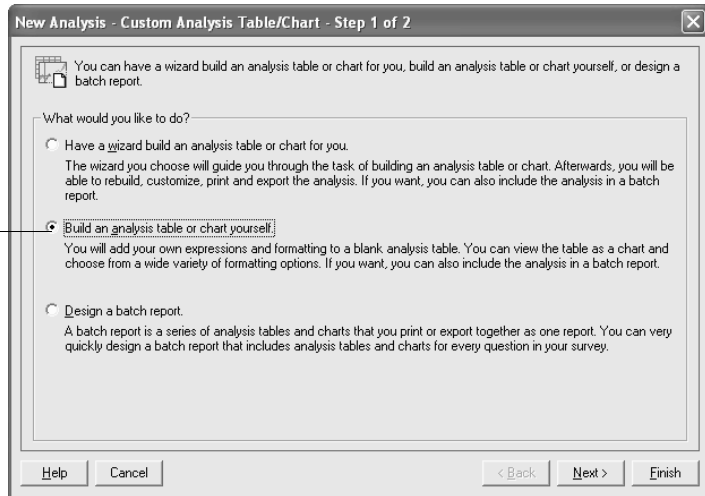 New Analysis - Custom Analysis Table/Chart - Step 1 of 2
You can have a wizard build an analysis table or chart for you, build an analysis table or chart yourself, or design a
batch report.
What would you like to do?
Have a wizard build an analysis table or chart for you.
The wizard you choose will guide you through the task of building an analysis table or chart. Afterwards, you will be
able to rebuild, customize, print and export the analysis. If you want, you can also include the analysis in a batch
report.
Build an analysis table or chart yourself.
You will add your own expressions and formatting to a blank analysis table. You can view the table as a chart and
choose from a wide variety of formatting options. If you want, you can also include the analysis in a batch report.
Design a batch report.
A batch report is a series of analysis tables and charts that you print or export together as one report. You can very
quickly design a batch report that includes analysis tables and charts for every question in your survey.
Help Cancel < Back Next > Finish